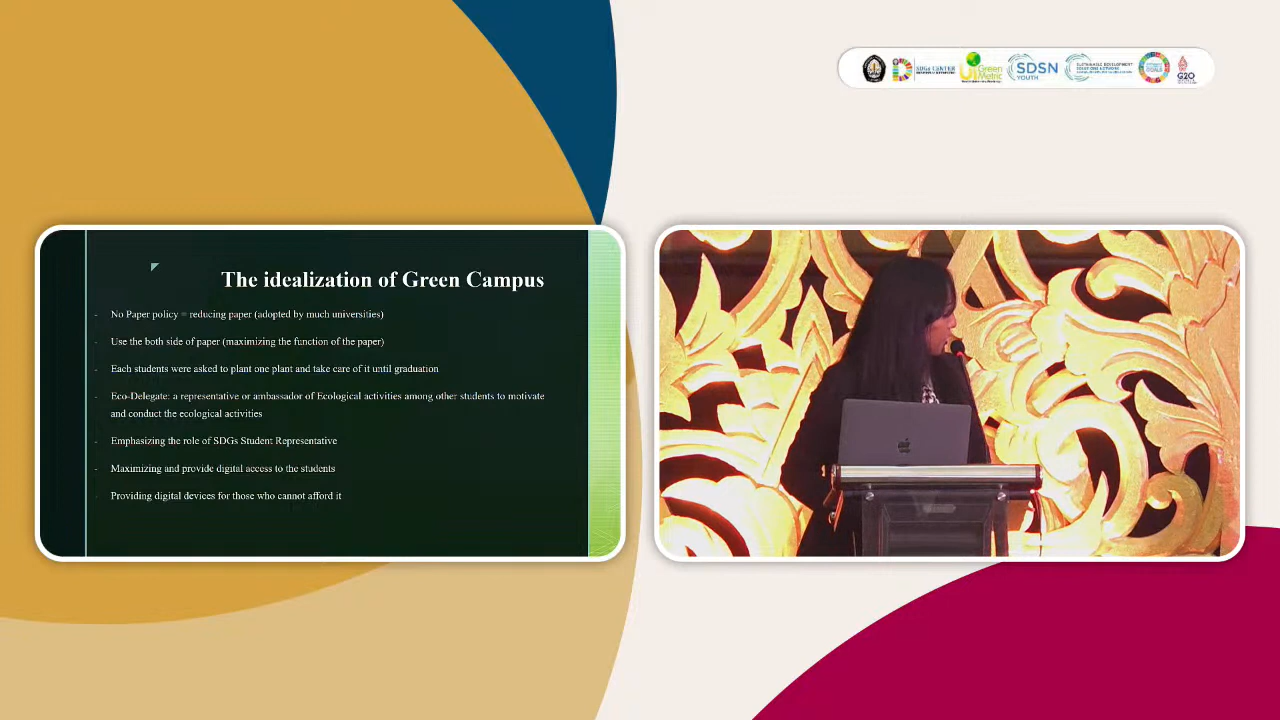 SDGs CENTER
UI
Green
Metric
SDSN
YOUTH
G20
The idealization of Green Campus
- No Paper policy = reducing paper (adopted by much universities)
- Use the both side of paper (maximizing the function of the paper)
- Each students were asked to plant one plant and take care of it until graduation
- Eco-Delegate: a representative or ambassador of Ecological activities among other students to motivate
and conduct the ecological activities
- Emphasizing the role of SDGs Student Representative
- Maximizing and provide digital access to the students
- Providing digital devices for those who cannot afford it